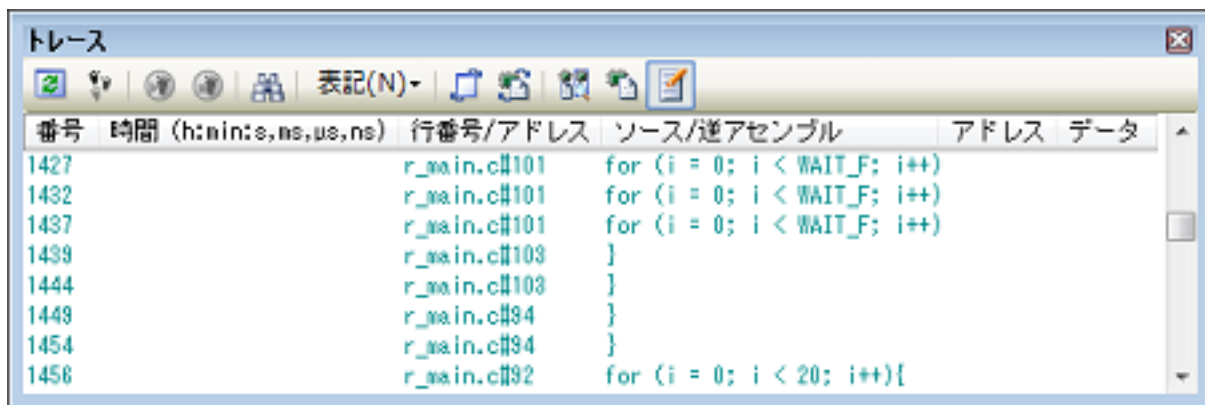 トレース
表記(N)
番号 時間 (h:min:s,ms,μs,ns) 行番号/アドレス ソース/逆アセンブル アドレス データ
1427 r_main.c#101 for (i = 0; i < WAIT_F; i++)
1432 r_main.c#101 for (i = 0; i < WAIT_F; i++)
1437 r_main.c#101 for (i = 0; i < WAIT_F; i++)
1439 r_main.c#103 }
1444 r_main.c#103 }
1449 r_main.c#94 }
1454 r_main.c#94 }
1456 r_main.c#92 for (i = 0; i < 20; i++){